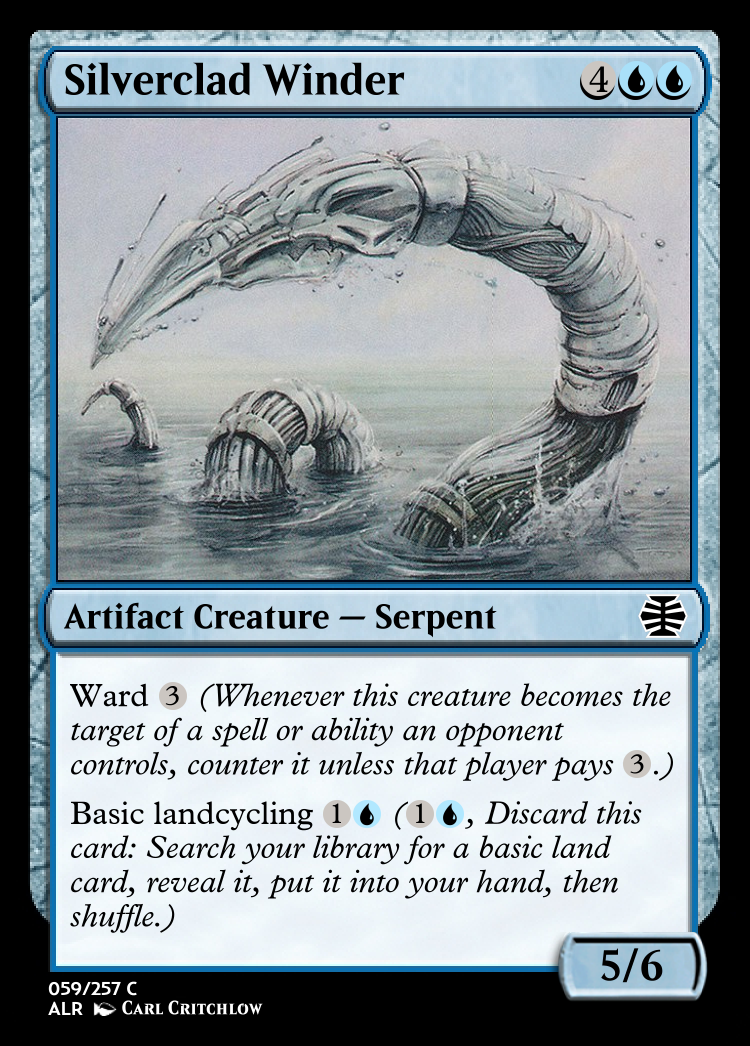 Silverclad Winder 4
Artifact Creature — Serpent
Ward 3 (Whenever this creature becomes the
target of a spell or ability an opponent
controls, counter it unless that player pays 3.)
Basic landcycling 1 (1, Discard this
card: Search your library for a basic land
card, reveal it, put it into your hand, then
shuffle.)
5/6
059/257 C
ALR Carl Critchlow